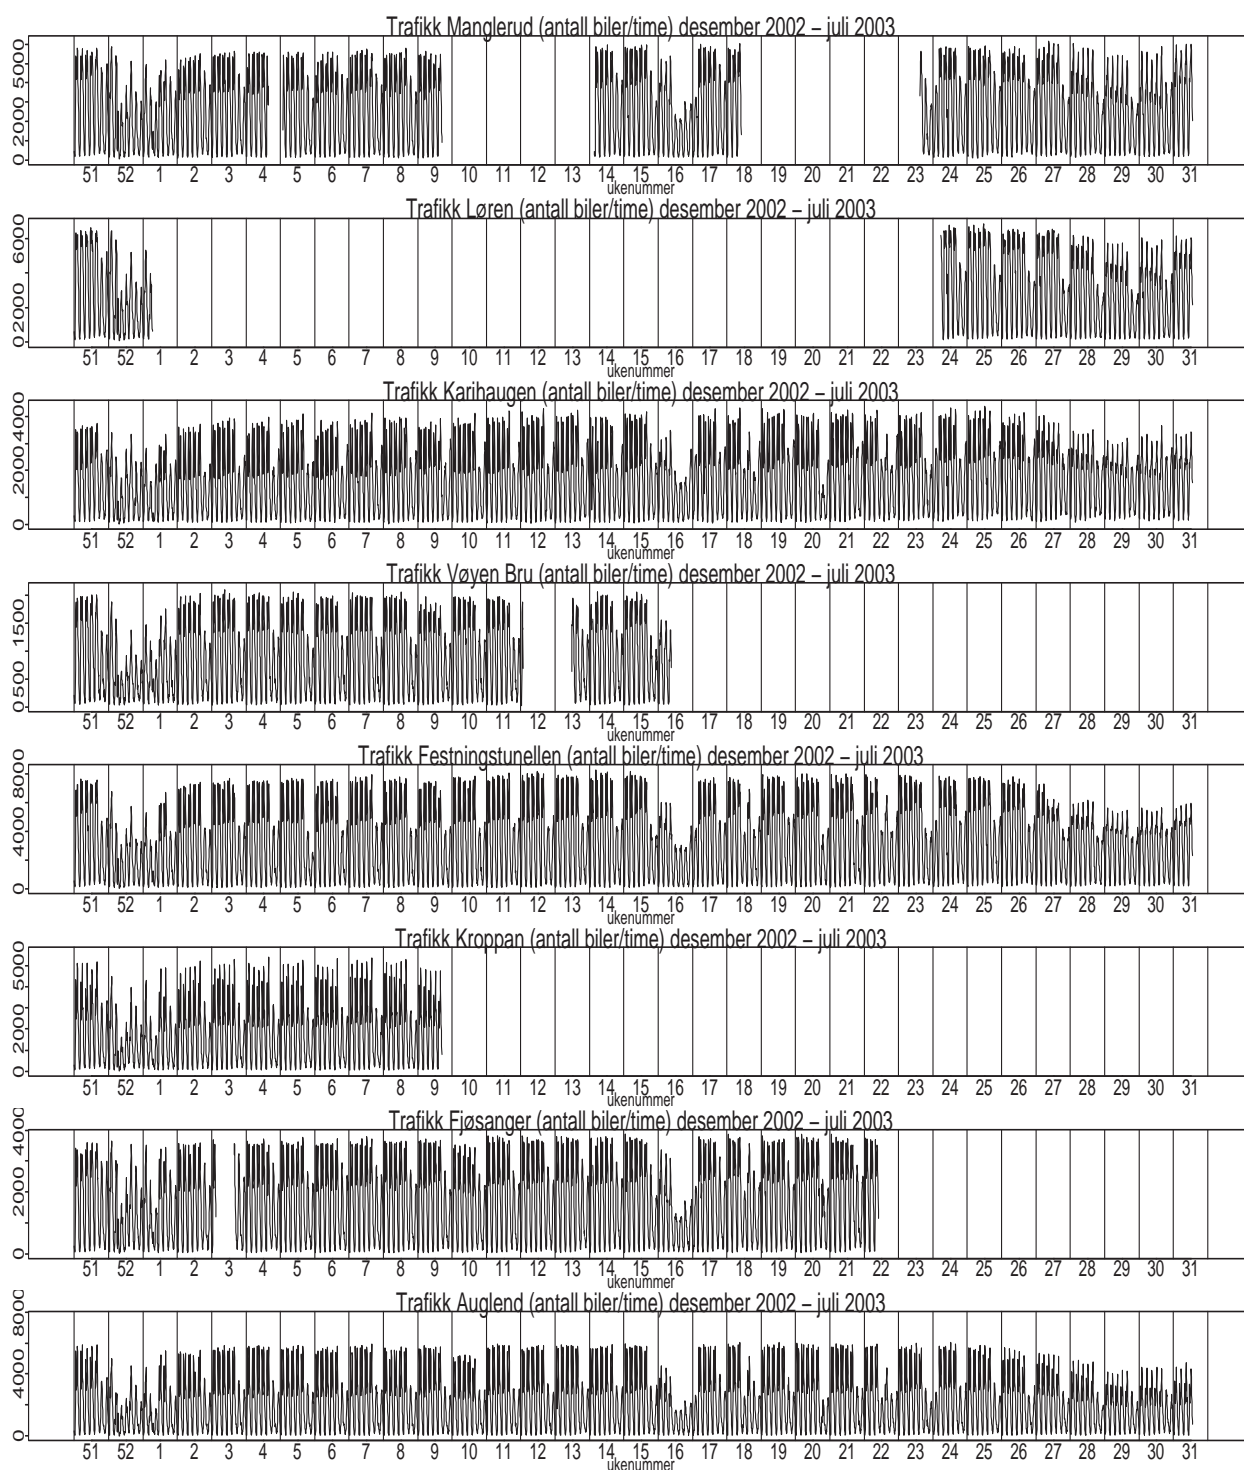 Trafikk Manglerud (antall biler/time) desember 2002 – juli 2003
0 2000 5000
51 52 1 2 3 4 5 6 7 8 9 10 11 12 13 14 15 16 17 18 19 20 21 22 23 24 25 26 27 28 29 30 31
ukenummer
Trafikk Løren (antall biler/time) desember 2002 – juli 2003
0 2000 6000
51 52 1 2 3 4 5 6 7 8 9 10 11 12 13 14 15 16 17 18 19 20 21 22 23 24 25 26 27 28 29 30 31
ukenummer
Trafikk Karihaugen (antall biler/time) desember 2002 – juli 2003
0 2000 4000
51 52 1 2 3 4 5 6 7 8 9 10 11 12 13 14 15 16 17 18 19 20 21 22 23 24 25 26 27 28 29 30 31
ukenummer
Trafikk Vøyen Bru (antall biler/time) desember 2002 – juli 2003
0 500 1500
51 52 1 2 3 4 5 6 7 8 9 10 11 12 13 14 15 16 17 18 19 20 21 22 23 24 25 26 27 28 29 30 31
ukenummer
Trafikk Festningstunellen (antall biler/time) desember 2002 – juli 2003
0 4000 8000
51 52 1 2 3 4 5 6 7 8 9 10 11 12 13 14 15 16 17 18 19 20 21 22 23 24 25 26 27 28 29 30 31
ukenummer
Trafikk Kroppan (antall biler/time) desember 2002 – juli 2003
0 2000 5000
51 52 1 2 3 4 5 6 7 8 9 10 11 12 13 14 15 16 17 18 19 20 21 22 23 24 25 26 27 28 29 30 31
ukenummer
Trafikk Fjøsanger (antall biler/time) desember 2002 – juli 2003
0 2000 4000
51 52 1 2 3 4 5 6 7 8 9 10 11 12 13 14 15 16 17 18 19 20 21 22 23 24 25 26 27 28 29 30 31
ukenummer
Trafikk Auglend (antall biler/time) desember 2002 – juli 2003
0 4000 8000
51 52 1 2 3 4 5 6 7 8 9 10 11 12 13 14 15 16 17 18 19 20 21 22 23 24 25 26 27 28 29 30 31
ukenummer